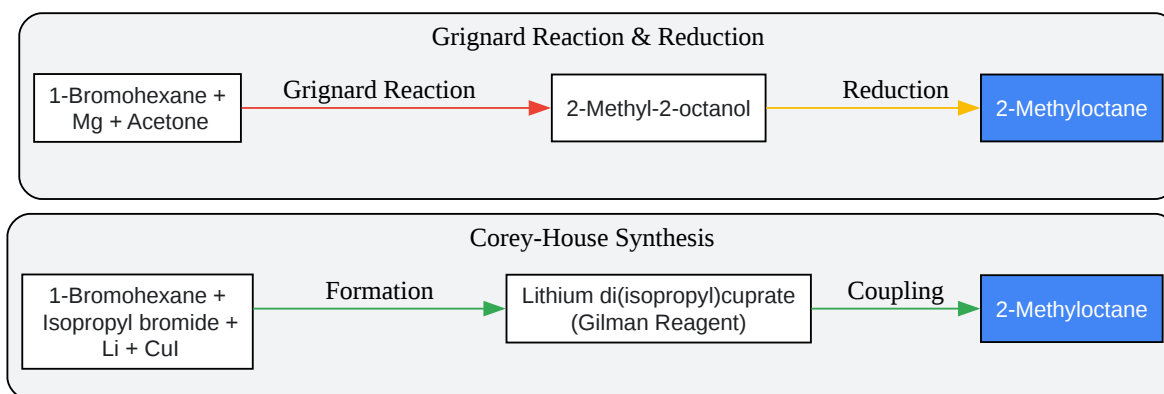 Grignard Reaction & Reduction
1-Bromohexane +
Mg + Acetone
Grignard Reaction
2-Methyl-2-octanol
Reduction
2-Methyloctane
Corey-House Synthesis
1-Bromohexane +
Isopropyl bromide +
Li + CuI
Formation
Lithium di(isopropyl)cuprate
(Gilman Reagent)
Coupling
2-Methyloctane